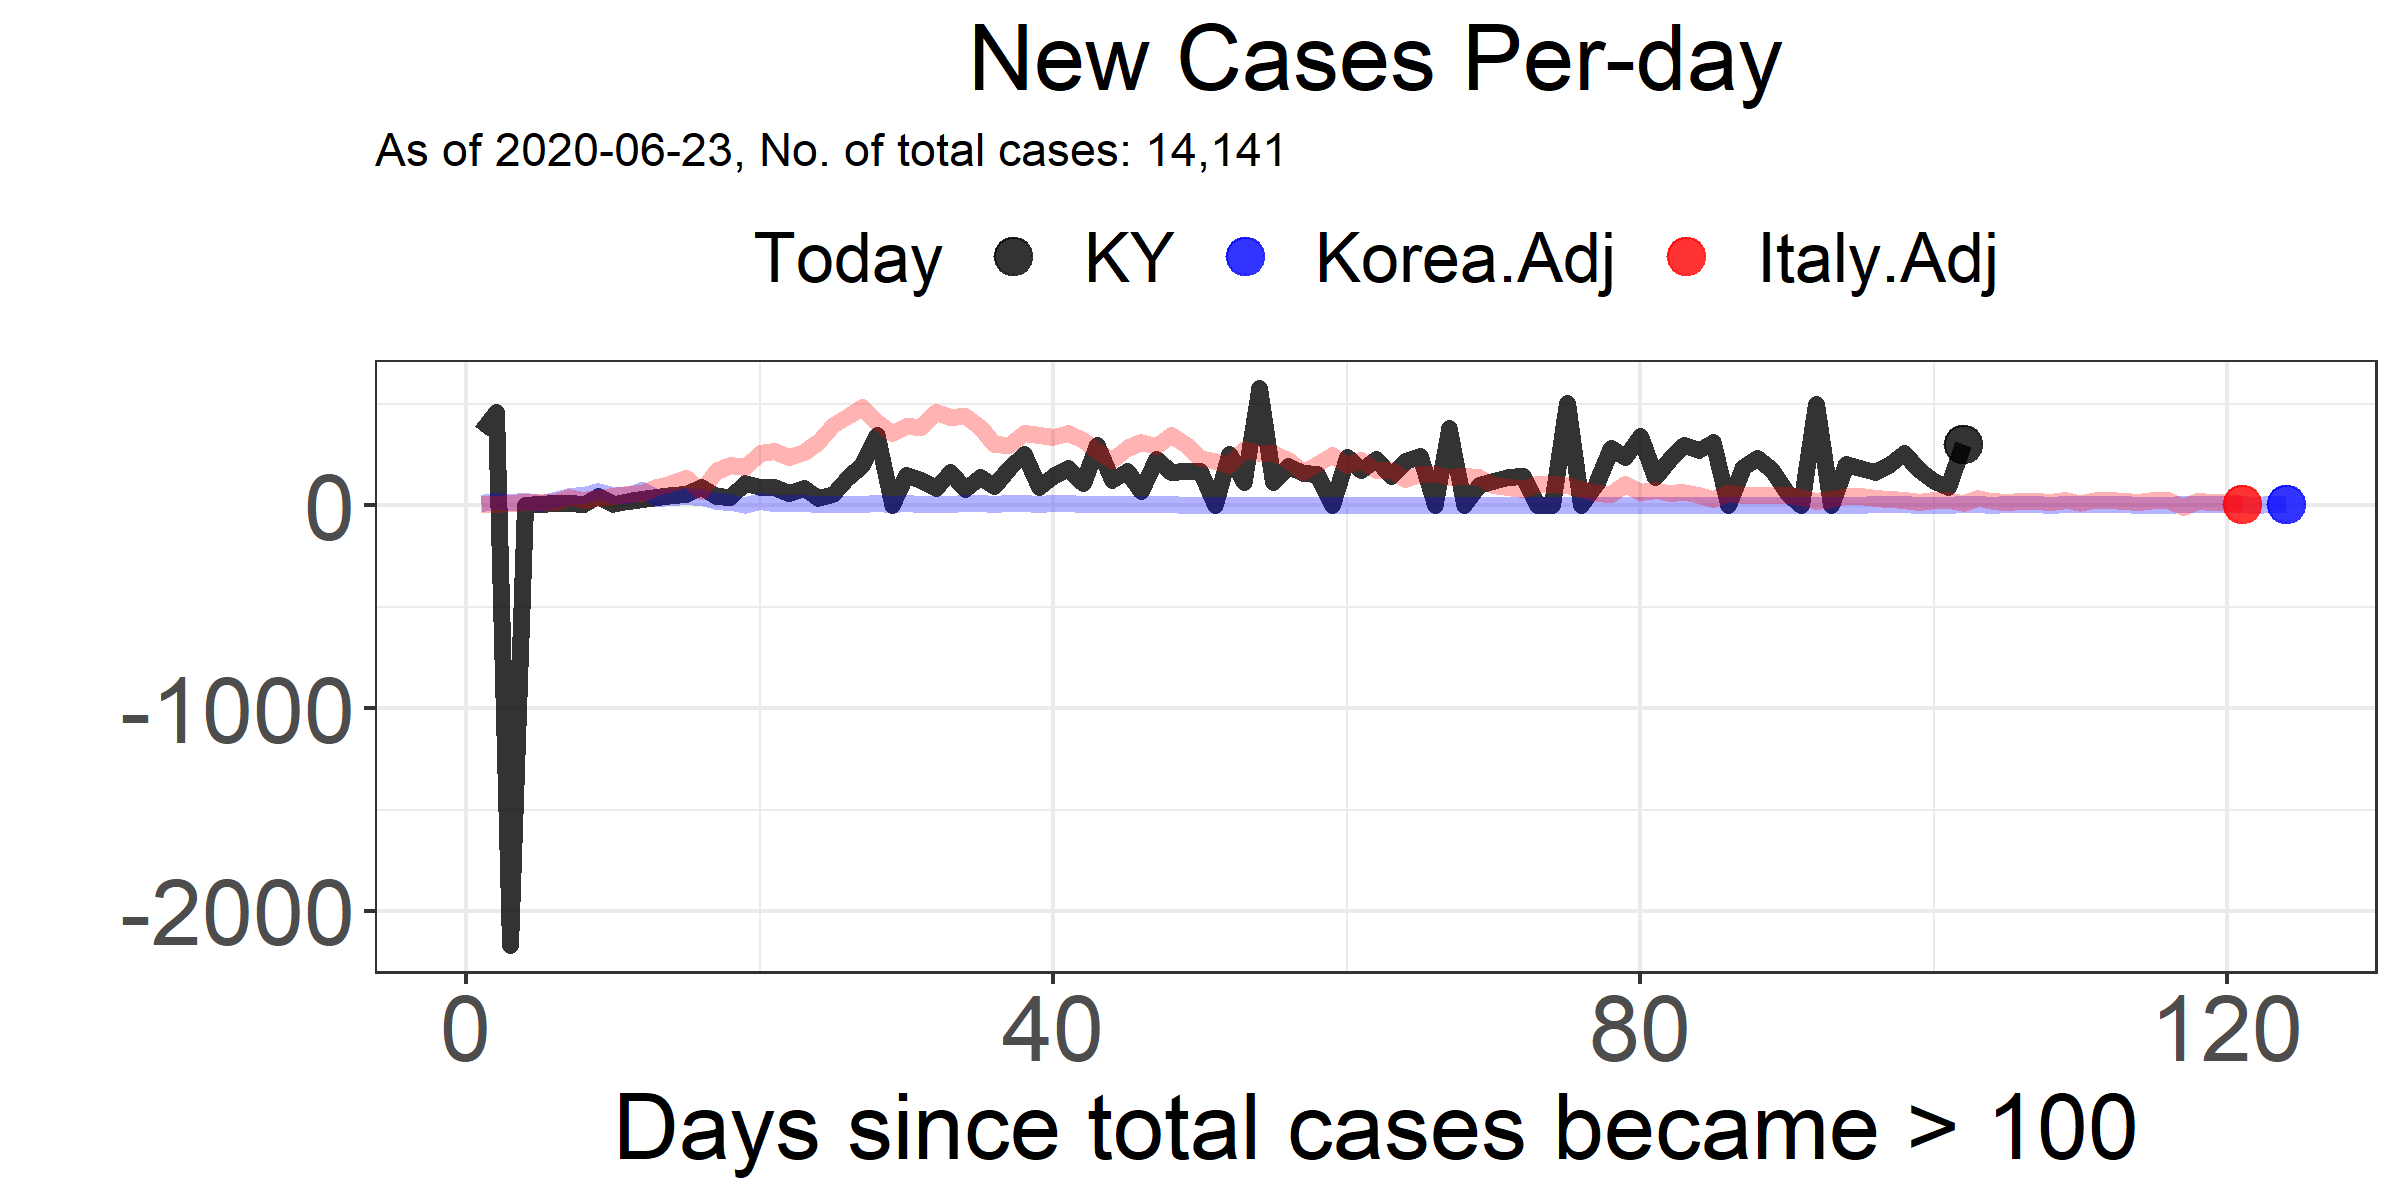 New Cases Per-day
As of 2020-06-23, No. of total cases: 14,141
Today KY Korea.Adj Italy.Adj
0
-1000
-2000
0 40 80 120
Days since total cases became > 100